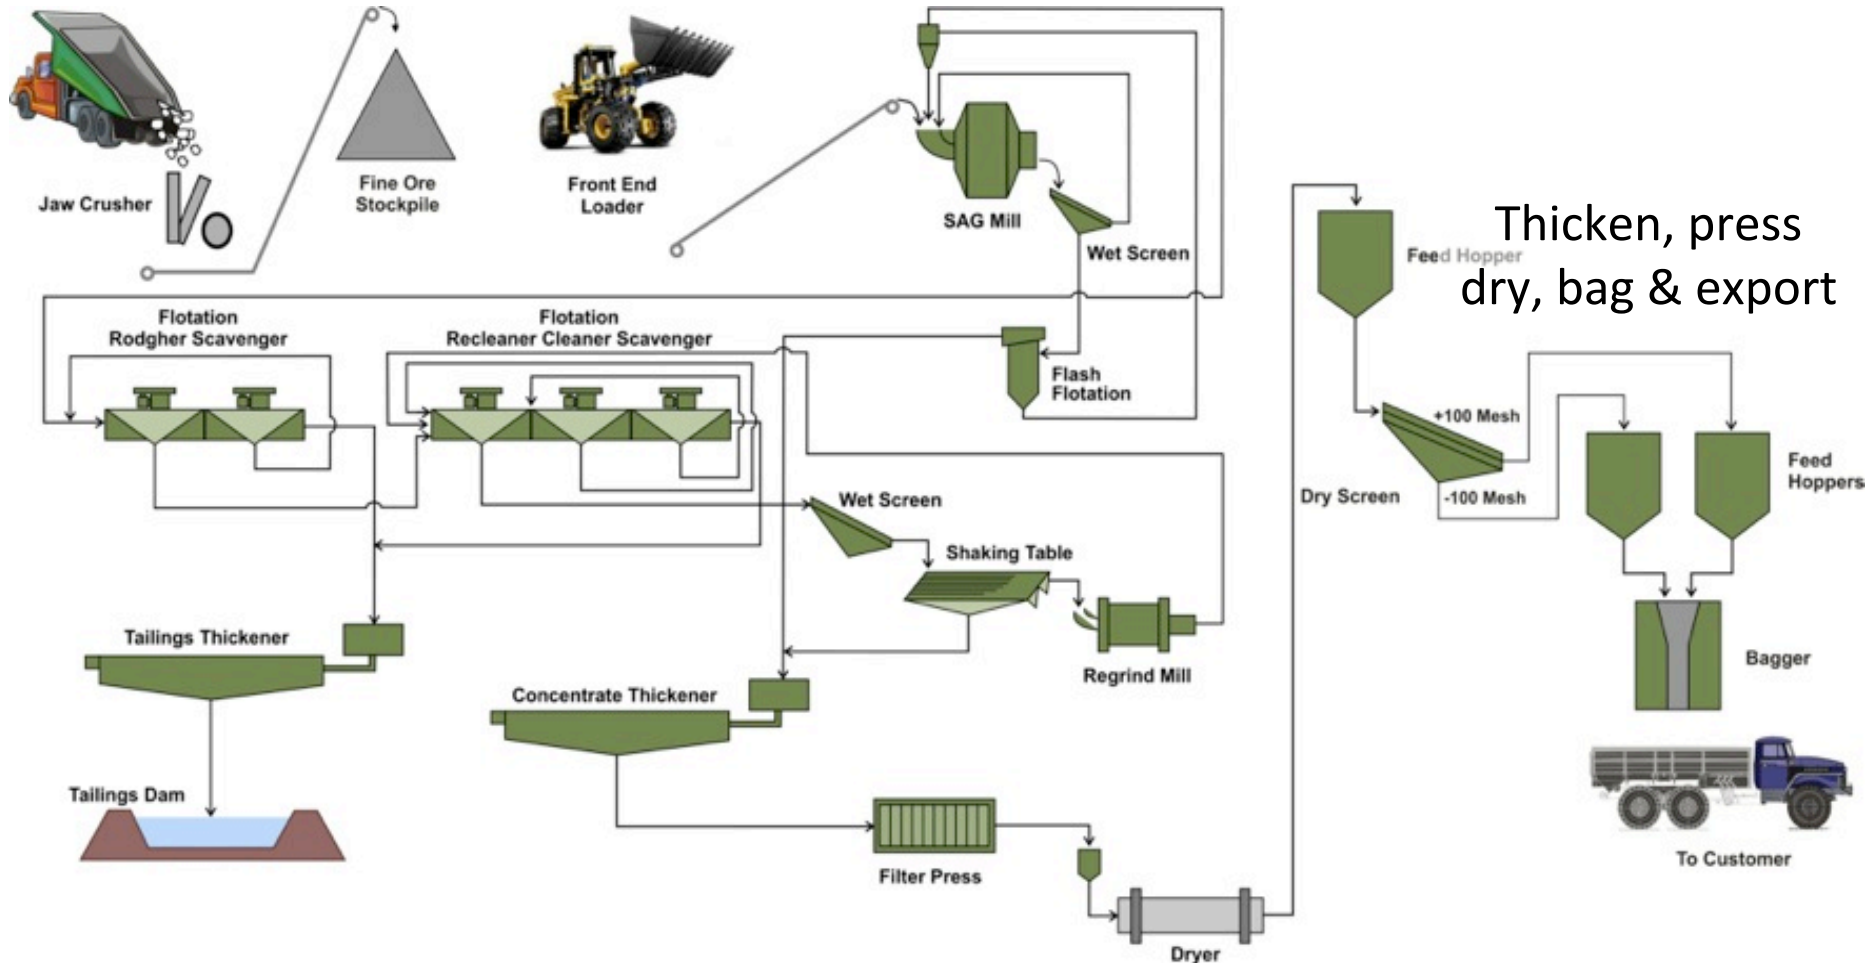 Jaw Crusher
Fine Ore
Stockpile
Front End
Loader
SAG Mill
Wet Screen
Feed Hopper
Thicken, press
dry, bag & export
Flotation
Rodgher Scavenger
Flotation
Recleaner Cleaner Scavenger
Flash
Flotation
+100 Mesh
-100 Mesh
Dry Screen
Feed
Hoppers
Wet Screen
Shaking Table
Regrind Mill
Tailings Thickener
Concentrate Thickener
Bagger
Tailings Dam
Filter Press
To Customer
Dryer